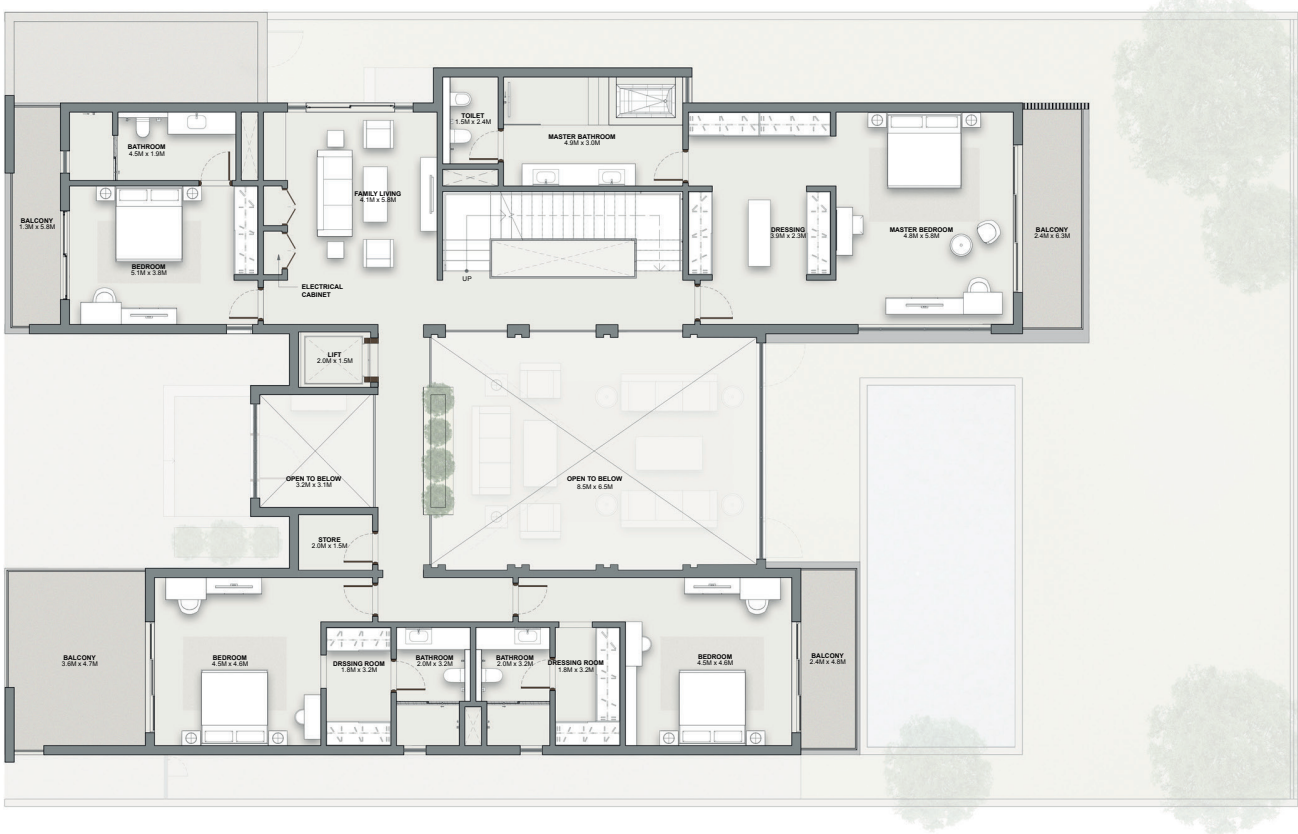 TOILET
1.5M x 2.4M
MASTER BATHROOM
4.9M x 3.0M
BATHROOM
4.5M x 1.9M
FAMILY LIVING
4.1M x 5.8M
BALCONY
1.3M x 5.8M
BEDROOM
5.1M x 3.8M
DRESSING
3.9M x 2.3M
MASTER BEDROOM
4.8M x 5.8M
BALCONY
2.4M x 6.3M
UP
ELECTRICAL
CABINET
LIFT
2.0M x 1.5M
OPEN TO BELOW
3.2M x 3.1M
OPEN TO BELOW
8.5M x 6.5M
STORE
2.0M x 1.5M
BALCONY
3.6M x 4.7M
BEDROOM
4.5M x 4.6M
DRSSING ROOM
1.8M x 3.2M
BATHROOM
2.0M x 3.2M
BATHROOM
2.0M x 3.2M
DRESSING ROOM
1.8M x 3.2M
BEDROOM
4.5M x 4.6M
BALCONY
2.4M x 4.8M